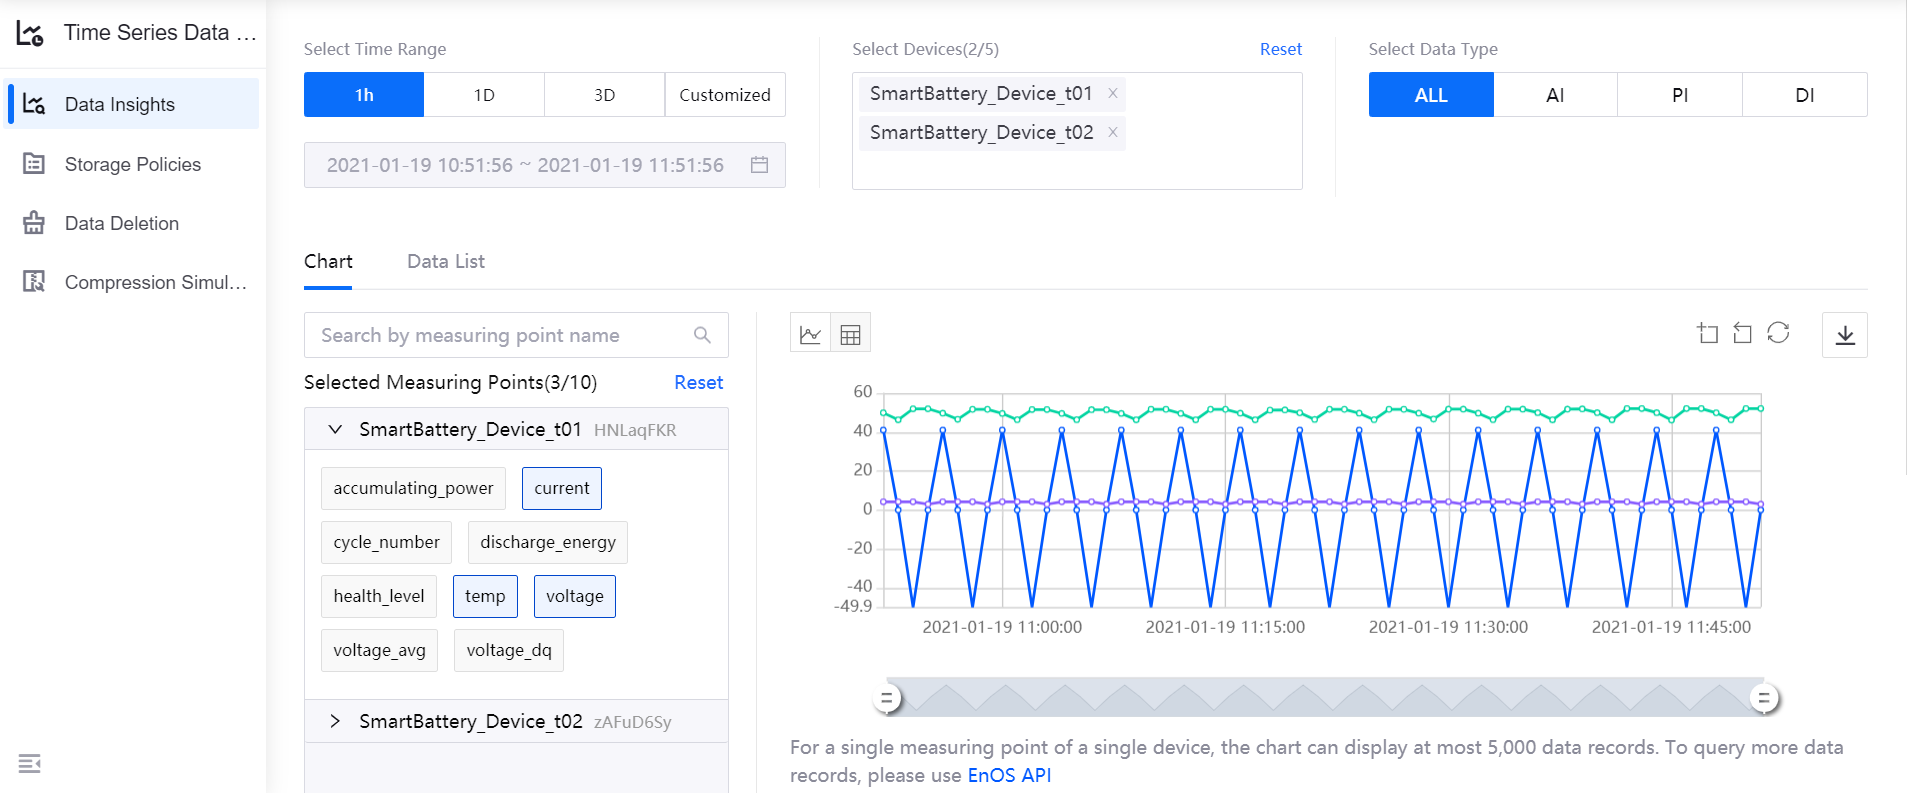 Time Series Data ...
Data Insights
Storage Policies
Data Deletion
Compression Simul...
Select Time Range
1h
1D
3D
Customized
2021-01-19 10:51:56 ~ 2021-01-19 11:51:56
Select Devices(2/5)
Reset
SmartBattery_Device_t01 ×
SmartBattery_Device_t02 ×
Select Data Type
ALL
AI
PI
DI
Chart
Data List
Search by measuring point name
Selected Measuring Points(3/10)
Reset
SmartBattery_Device_t01 HNLaqFKR
accumulating_power
current
cycle_number
discharge_energy
health_level
temp
voltage
voltage_avg
voltage_dq
SmartBattery_Device_t02 zAFuD6Sy
60
40
20
0
-20
-40
-49.9
2021-01-19 11:00:00
2021-01-19 11:15:00
2021-01-19 11:30:00
2021-01-19 11:45:00
For a single measuring point of a single device, the chart can display at most 5,000 data records. To query more data
records, please use EnOS API